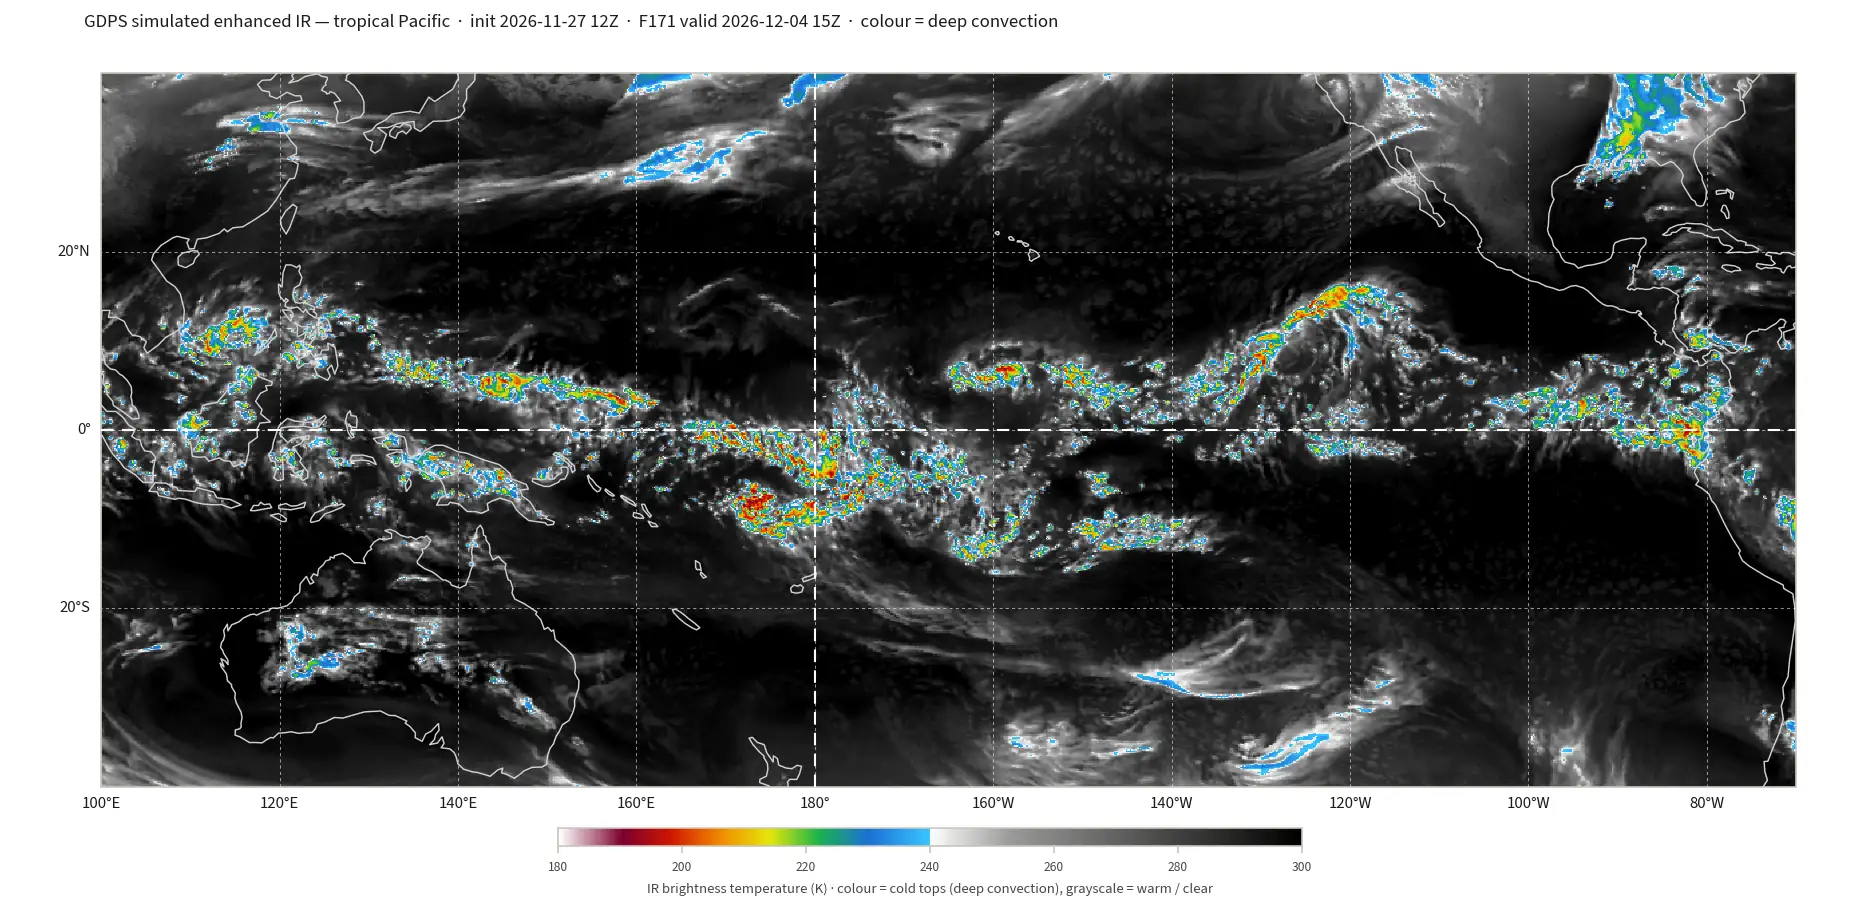 GDPS simulated enhanced IR — tropical Pacific · init 2026-11-27 12Z · F171 valid 2026-12-04 15Z · colour = deep convection
20°N
0°
20°S
100°E 120°E 140°E 160°E 180° 160°W 140°W 120°W 100°W 80°W
180 200 220 240 260 280 300
IR brightness temperature (K) · colour = cold tops (deep convection), grayscale = warm / clear